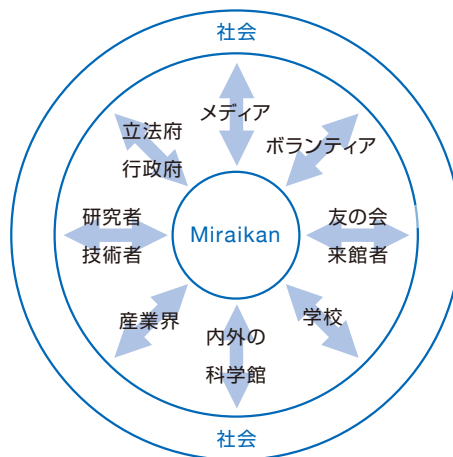 社会
メディア
立法府
行政府
ボランティア
研究者
技術者
Miraikan
友の会
来館者
産業界
内外の
科学館
学校
社会